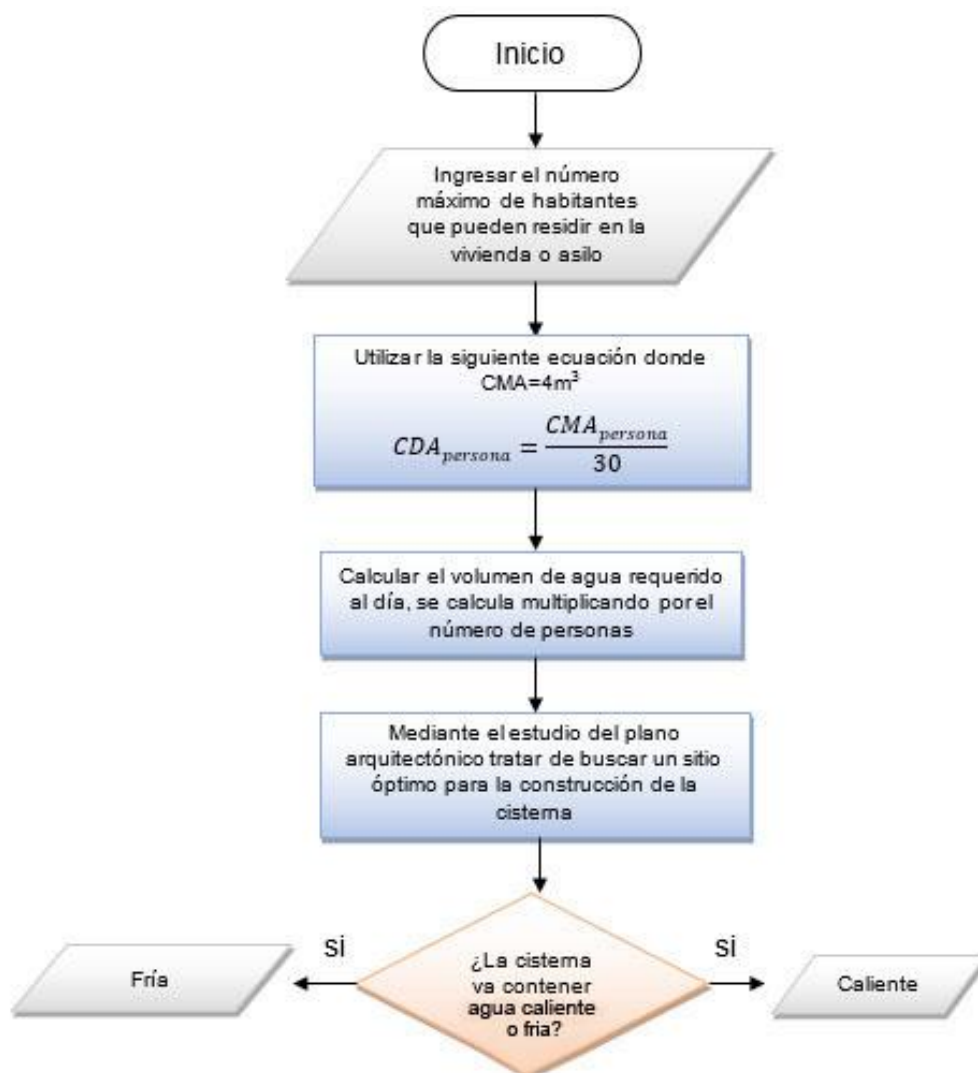 Inicio
Ingresar el número
máximo de habitantes
que pueden residir en la
vivienda o asilo
Utilizar la siguiente ecuación donde
CMA=4m³
CDA_persona = CMA_persona / 30
Calcular el volumen de agua requerido
al día, se calcula multiplicando por el
número de personas
Mediante el estudio del plano
arquitectónico tratar de buscar un sitio
óptimo para la construcción de la
cisterna
si
si
Fría
¿La cisterna
va contener
agua caliente
o fria?
Caliente